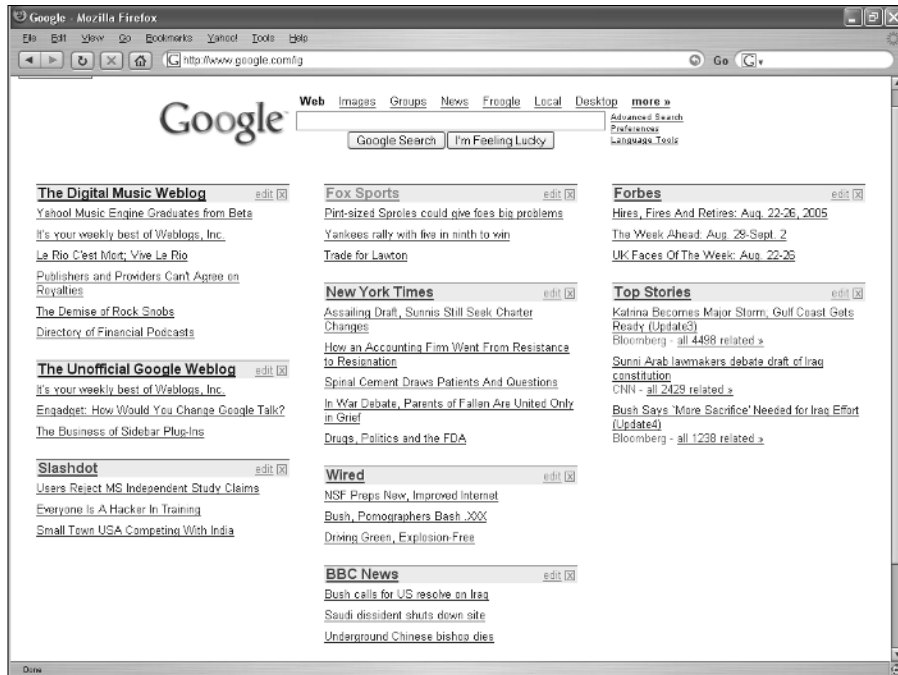 Google - Mozilla Firefox
File Edit View Go Bookmarks Yahoo! Tools Help
http://www.google.com/ig
Go
Web Images Groups News Froogle Local Desktop more »
Google
Advanced Search
Preferences
Language Tools
Google Search I'm Feeling Lucky
The Digital Music Weblog edit
Yahoo! Music Engine Graduates from Beta
It's your weekly best of Weblogs, Inc.
Le Rio C'est Mort; Vive Le Rio
Publishers and Providers Can't Agree on
Royalties
The Demise of Rock Snobs
Directory of Financial Podcasts
The Unofficial Google Weblog edit
It's your weekly best of Weblogs, Inc.
Engadget: How Would You Change Google Talk?
The Business of Sidebar Plug-Ins
Slashdot edit
Users Reject MS Independent Study Claims
Everyone Is A Hacker In Training
Small Town USA Competing With India
Fox Sports edit
Pint-sized Sproles could give foes big problems
Yankees rally with five in ninth to win
Trade for Lawton
New York Times edit
Assailing Draft, Sunnis Still Seek Charter
Changes
How an Accounting Firm Went From Resistance
to Resignation
Spinal Cement Draws Patients And Questions
In War Debate, Parents of Fallen Are United Only
in Grief
Drugs, Politics and the FDA
Wired edit
NSF Preps New, Improved Internet
Bush, Pornographers Bash .XXX
Driving Green, Explosion-Free
BBC News edit
Bush calls for US resolve on Iraq
Saudi dissident shuts down site
Underground Chinese bishop dies
Forbes edit
Hires, Fires And Retires: Aug. 22-26, 2005
The Week Ahead: Aug. 29-Sept. 2
UK Faces Of The Week: Aug. 22-26
Top Stories edit
Katrina Becomes Major Storm; Gulf Coast Gets
Ready (Update3)
Bloomberg - all 4498 related »
Sunni Arab lawmakers debate draft of Iraq
constitution
CNN - all 2429 related »
Bush Says `More Sacrifice' Needed for Iraq Effort
(Update4)
Bloomberg - all 1238 related »
Done